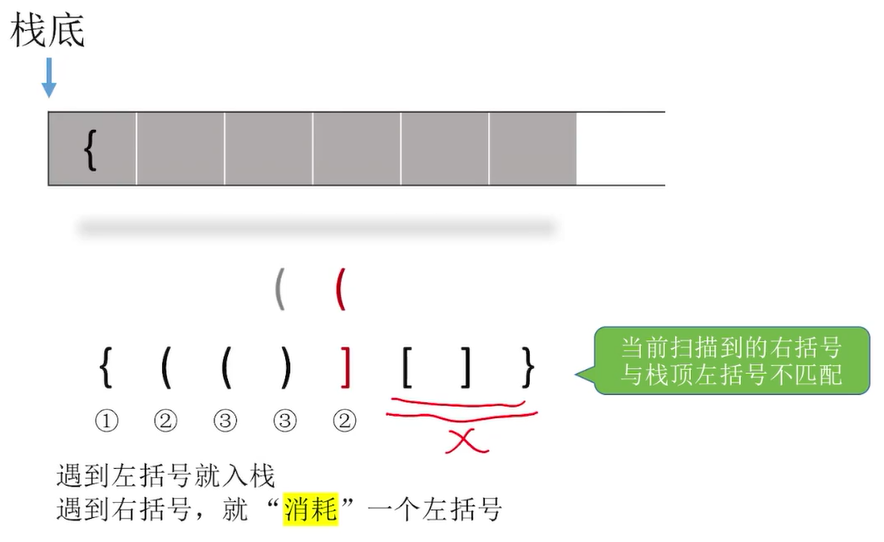 栈底
{
( (
{ ( ( ) ] [ ] }
① ② ③ ③ ②
当前扫描到的右括号
与栈顶左括号不匹配
遇到左括号就入栈
遇到右括号，就“消耗”一个左括号